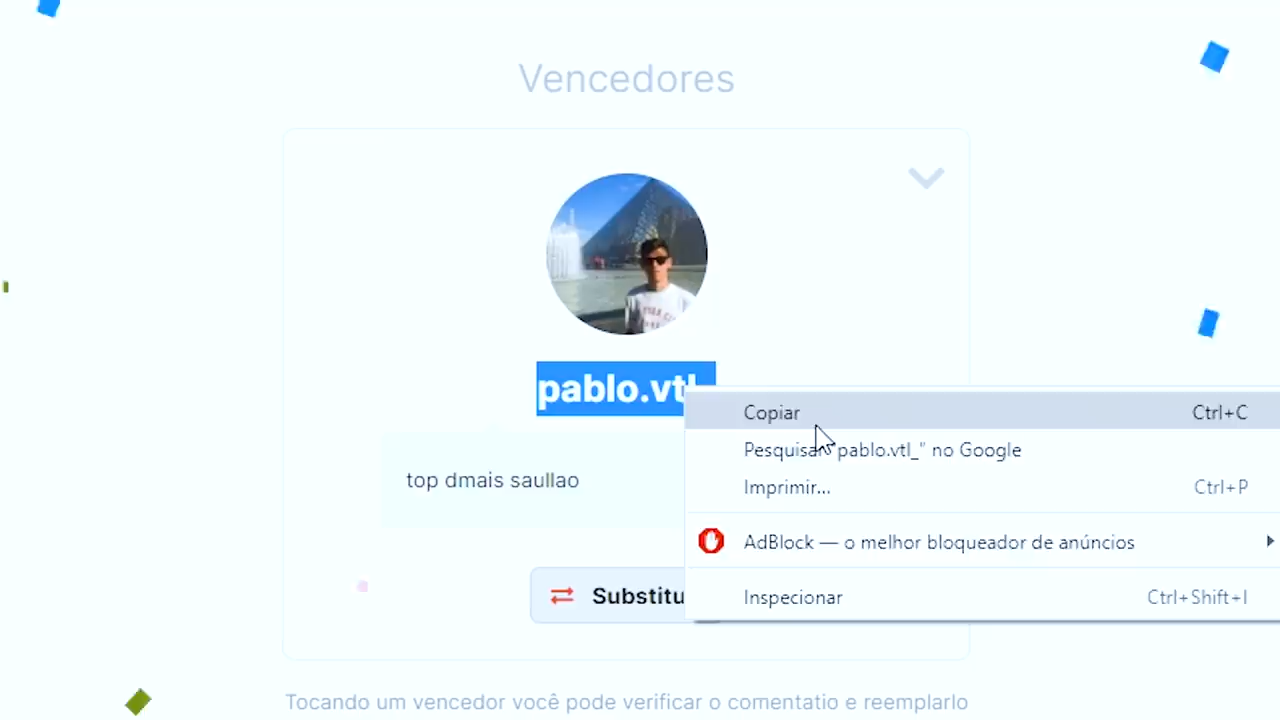 Vencedores
pablo.vtl_
Copiar Ctrl+C
Pesquisar "pablo.vtl_" no Google
top dmais saullao
Imprimir... Ctrl+P
AdBlock — o melhor bloqueador de anúncios
Substitu
Inspecionar Ctrl+Shift+I
Tocando um vencedor você pode verificar o comentatio e reemplarlo